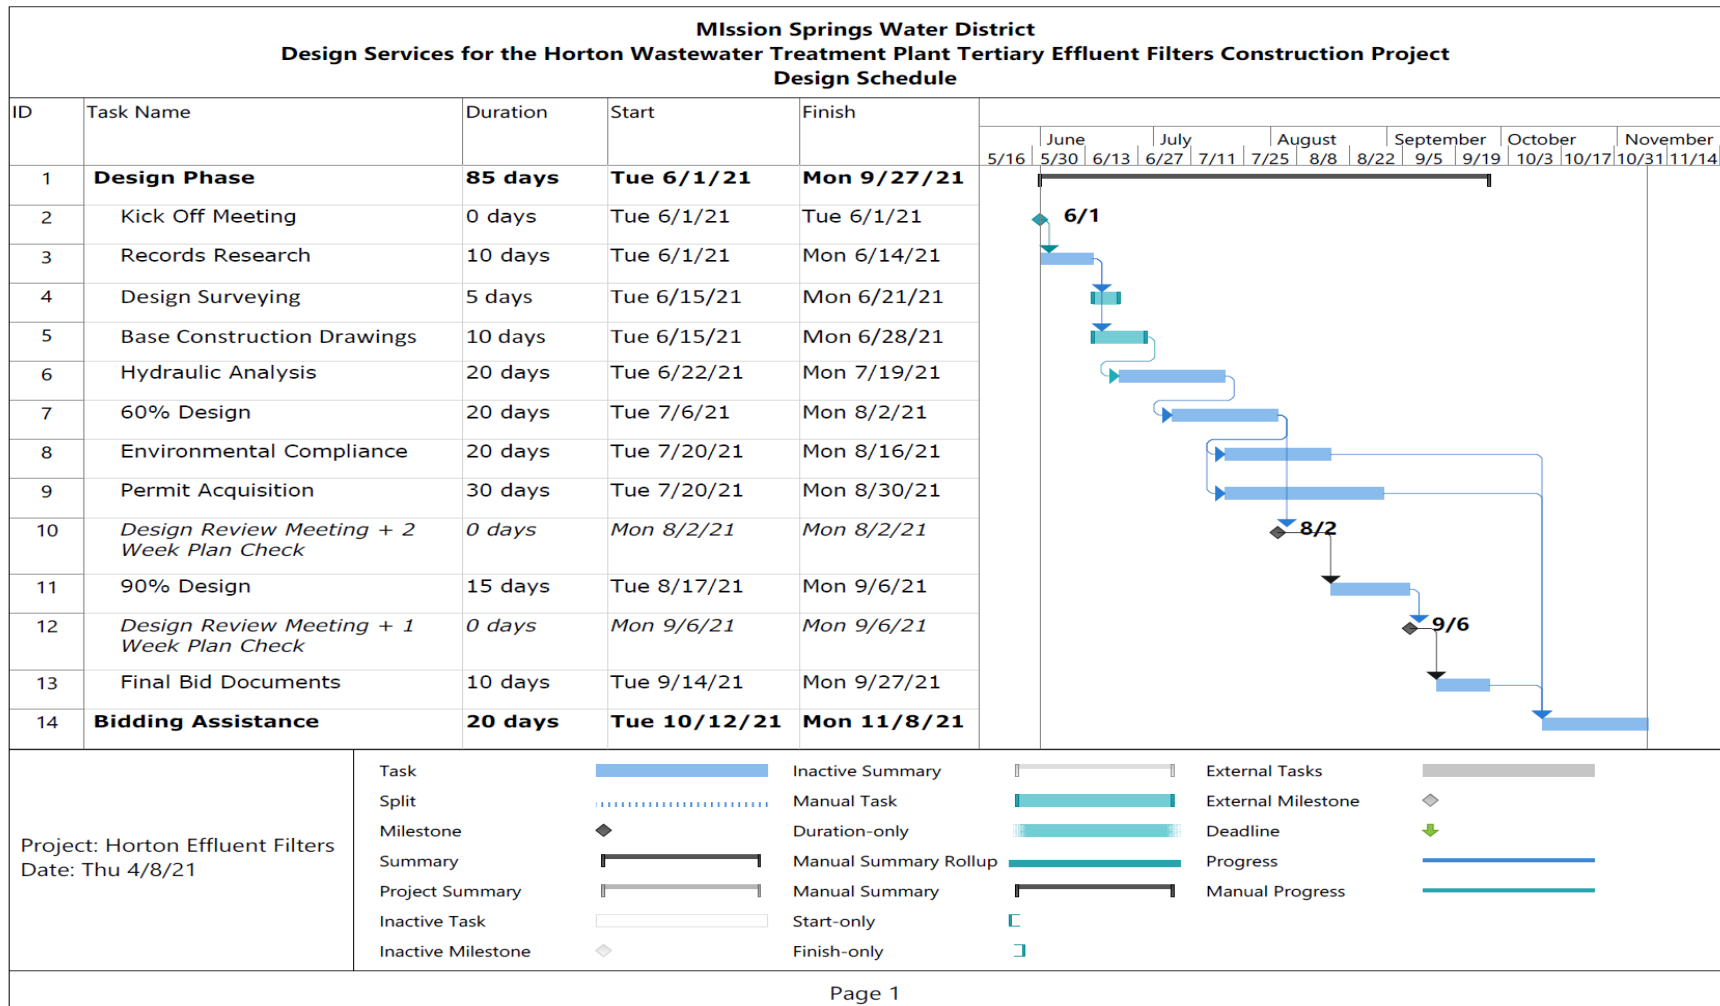 MIssion Springs Water District
Design Services for the Horton Wastewater Treatment Plant Tertiary Effluent Filters Construction Project
Design Schedule
ID Task Name Duration Start Finish
June July August September October November
5/16 5/30 6/13 6/27 7/11 7/25 8/8 8/22 9/5 9/19 10/3 10/17 10/31 11/14
1 Design Phase 85 days Tue 6/1/21 Mon 9/27/21
2 Kick Off Meeting 0 days Tue 6/1/21 Tue 6/1/21 6/1
3 Records Research 10 days Tue 6/1/21 Mon 6/14/21
4 Design Surveying 5 days Tue 6/15/21 Mon 6/21/21
5 Base Construction Drawings 10 days Tue 6/15/21 Mon 6/28/21
6 Hydraulic Analysis 20 days Tue 6/22/21 Mon 7/19/21
7 60% Design 20 days Tue 7/6/21 Mon 8/2/21
8 Environmental Compliance 20 days Tue 7/20/21 Mon 8/16/21
9 Permit Acquisition 30 days Tue 7/20/21 Mon 8/30/21
10 Design Review Meeting + 2 0 days Mon 8/2/21 Mon 8/2/21 8/2
Week Plan Check
11 90% Design 15 days Tue 8/17/21 Mon 9/6/21
12 Design Review Meeting + 1 0 days Mon 9/6/21 Mon 9/6/21 9/6
Week Plan Check
13 Final Bid Documents 10 days Tue 9/14/21 Mon 9/27/21
14 Bidding Assistance 20 days Tue 10/12/21 Mon 11/8/21
Project: Horton Effluent Filters
Date: Thu 4/8/21
Task
Split
Milestone
Summary
Project Summary
Inactive Task
Inactive Milestone
Inactive Summary
Manual Task
Duration-only
Manual Summary Rollup
Manual Summary
Start-only
Finish-only
External Tasks
External Milestone
Deadline
Progress
Manual Progress
Page 1